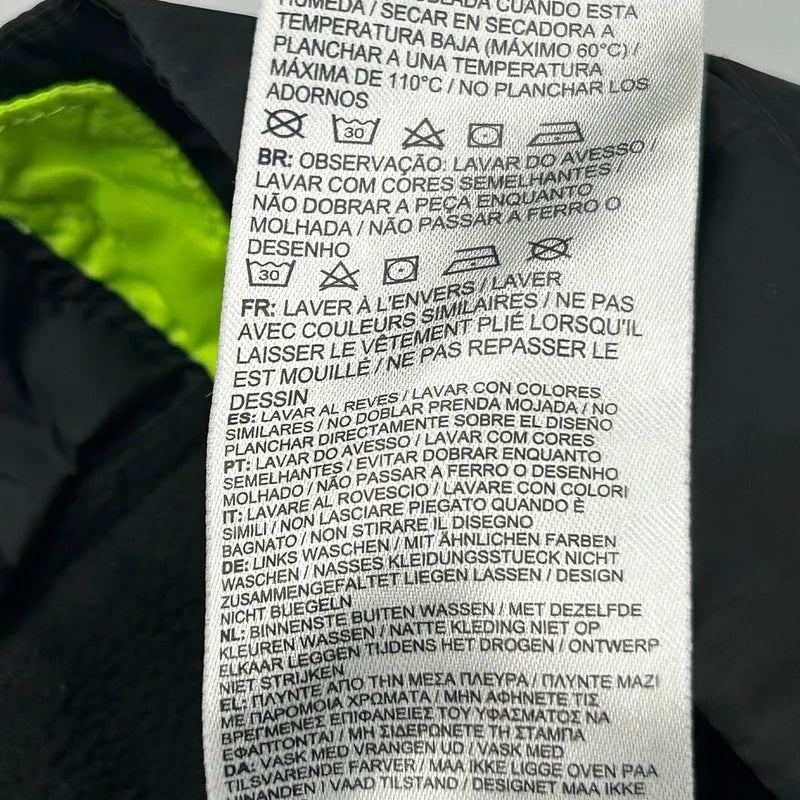 HÚMEDA / SECAR EN SECADORA A
TEMPERATURA BAJA (MÁXIMO 60°C) /
PLANCHAR A UNA TEMPERATURA
MÁXIMA DE 110°C / NO PLANCHAR LOS
ADORNOS
30
BR: OBSERVAÇÃO: LAVAR DO AVESSO /
LAVAR COM CORES SEMELHANTES
NÃO DOBRAR A PEÇA ENQUANTO
MOLHADA / NÃO PASSAR A FERRO O
DESENHO
30
FR: LAVER À L'ENVERS / LAVER
AVEC COULEURS SIMILAIRES / NE PAS
LAISSER LE VÊTEMENT PLIÉ LORSQU'IL
EST MOUILLÉ / NE PAS REPASSER LE
DESSIN
ES: LAVAR AL REVES / LAVAR CON COLORES
SIMILARES / NO DOBLAR PRENDA MOJADA / NO
PLANCHAR DIRECTAMENTE SOBRE EL DISEÑO
PT: LAVAR DO AVESSO / LAVAR COM CORES
SEMELHANTES / EVITAR DOBRAR ENQUANTO
MOLHADO / NÃO PASSAR A FERRO O DESENHO
IT: LAVARE AL ROVESCIO / LAVARE CON COLORI
SIMILI / NON LASCIARE PIEGATO QUANDO È
BAGNATO / NON STIRARE IL DISEGNO
DE: LINKS WASCHEN / MIT ÄHNLICHEN FARBEN
WASCHEN / NASSES KLEIDUNGSSTUECK NICHT
ZUSAMMENGEFALTET LIEGEN LASSEN / DESIGN
NICHT BUEGELN
NL: BINNENSTE BUITEN WASSEN / MET DEZELFDE
KLEUREN WASSEN / NATTE KLEDING NIET OP
ELKAAR LEGGEN TIJDENS HET DROGEN / ONTWERP
NIET STRIJKEN
EL: ΠΛΥΝΤΕ ΑΠΟ ΤΗΝ ΜΕΣΑ ΠΛΕΥΡΑ / ΠΛΥΝΤΕ ΜΑΖΙ
ΜΕ ΠΑΡΟΜΟΙΑ ΧΡΩΜΑΤΑ / ΜΗΝ ΑΦΗΝΕΤΕ ΤΙΣ
ΒΡΕΓΜΕΝΕΣ ΕΠΙΦΑΝΕΙΕΣ ΤΟΥ ΥΦΑΣΜΑΤΟΣ ΝΑ
ΕΦΑΠΤΟΝΤΑΙ / ΜΗ ΣΙΔΕΡΩΝΕΤΕ ΤΗ ΣΤΑΜΠΑ
DA: VASK MED VRANGEN UD / VASK MED
TILSVARENDE FARVER / MAA IKKE LIGGE OVEN PAA
HINANDEN I VAAD TILSTAND / DESIGNET MAA IKKE